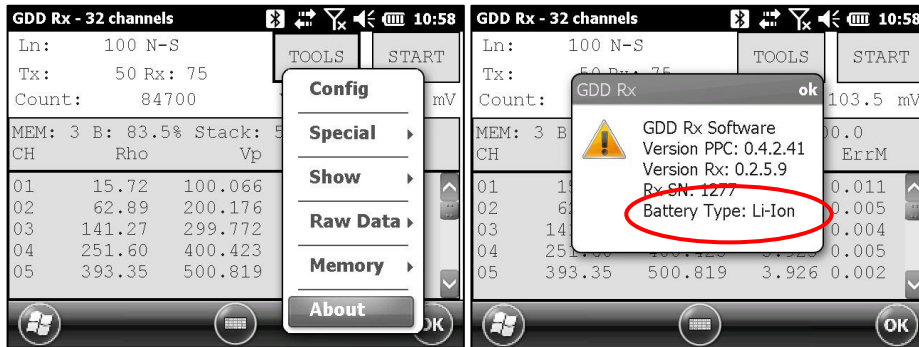 GDD Rx - 32 channels 10:58
Ln: 100 N-S TOOLS START
Tx: 50 Rx: 75
Count: 84700 mV
MEM: 3 B: 83.5% Stack:
CH Rho Vp
01 15.72 100.066
02 62.89 200.176
03 141.27 299.772
04 251.60 400.423
05 393.35 500.819
Config
Special
Show
Raw Data
Memory
About
OK
GDD Rx - 32 channels 10:58
Ln: 100 N-S TOOLS START
Tx:
Count: 103.5 mV
MEM: 3 B
CH ErrM
01 0.011
02 0.005
03 0.004
04 0.005
05 393.35 500.819 3.926 0.002
GDD Rx ok
GDD Rx Software
Version PPC: 0.4.2.41
Version Rx: 0.2.5.9
Rx SN: 1277
Battery Type: Li-Ion
OK